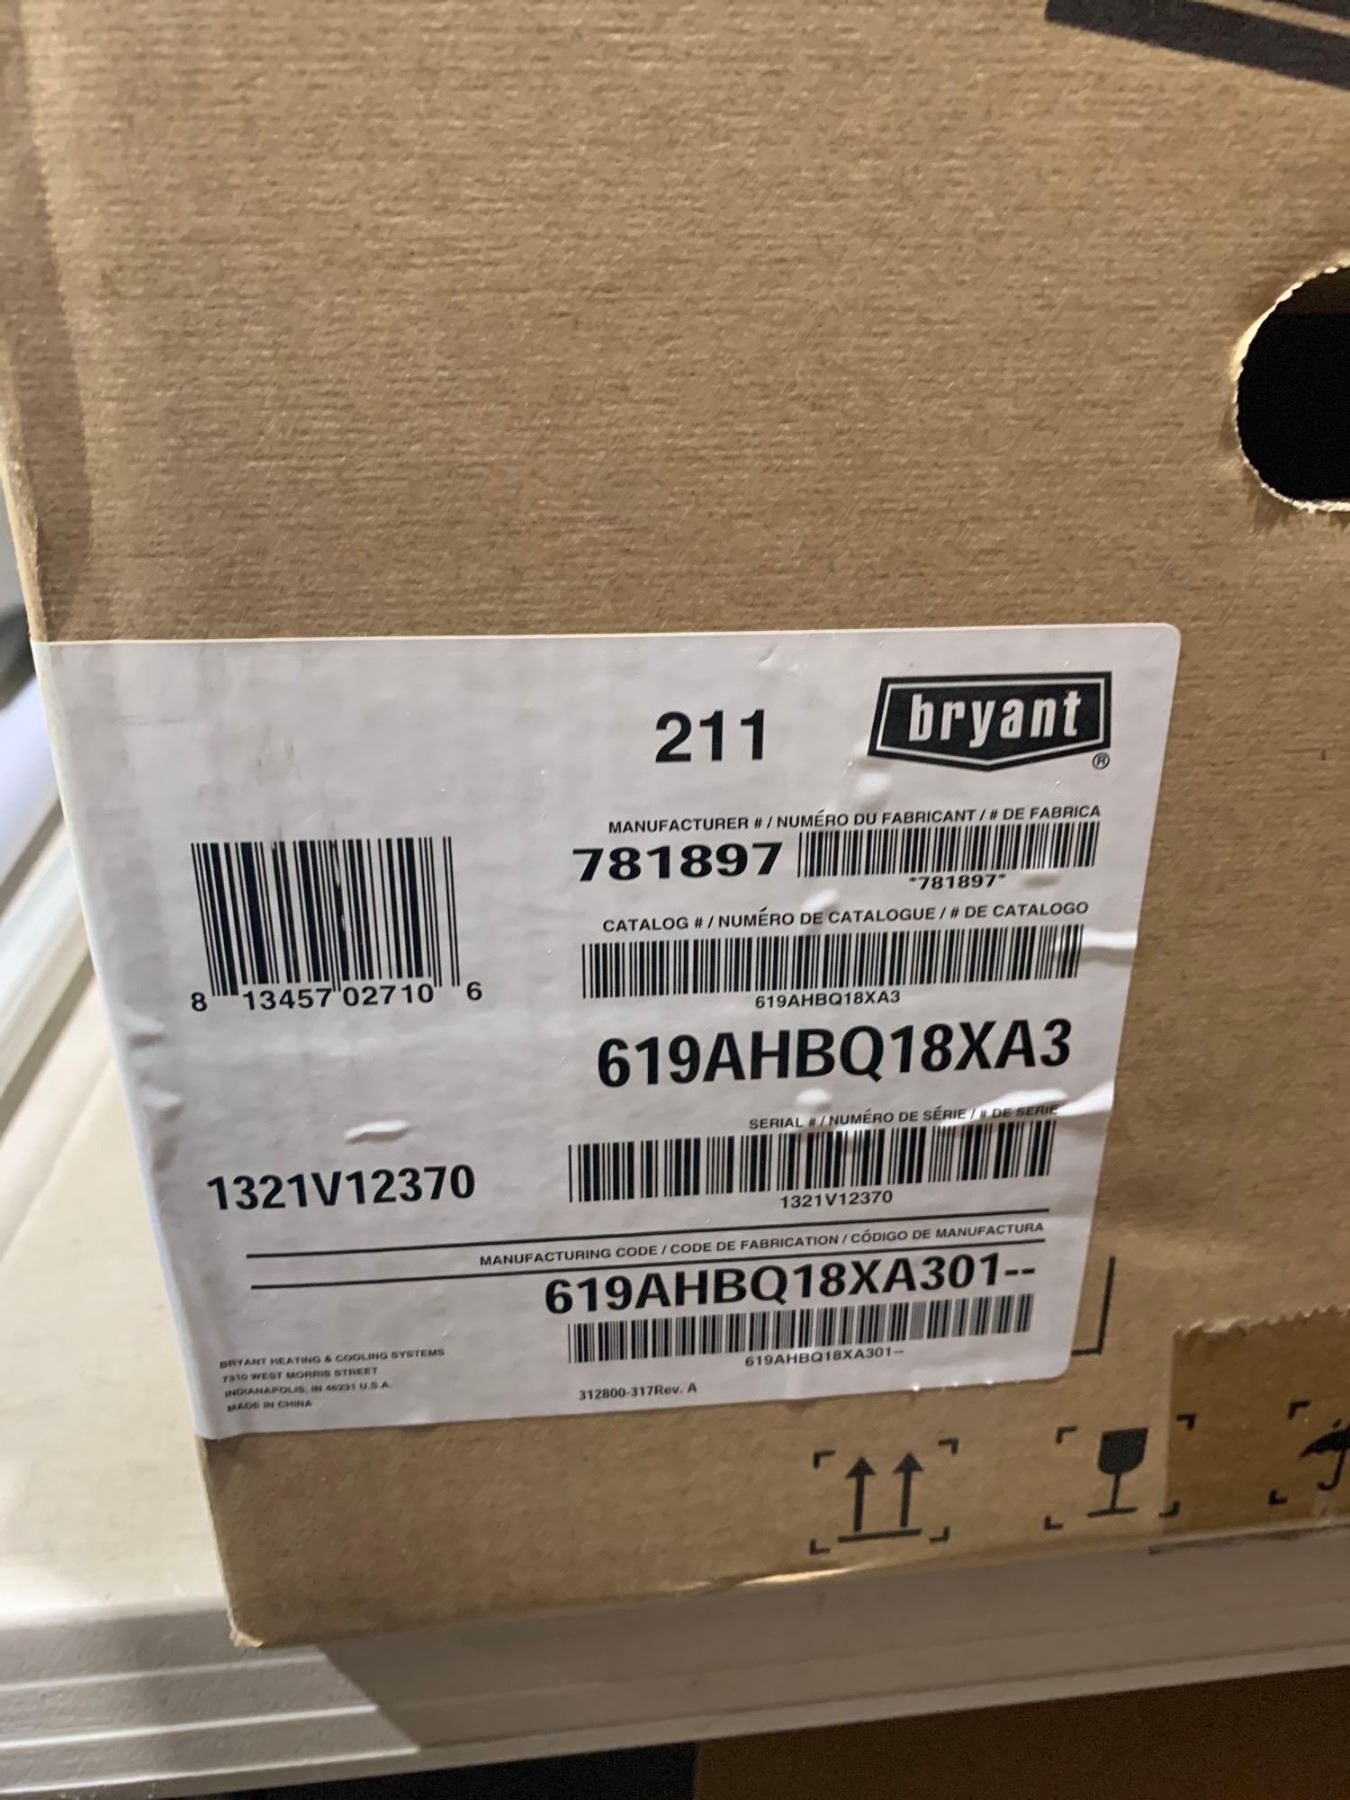 211
bryant
®
MANUFACTURER # / NUMÉRO DU FABRICANT / # DE FABRICA
781897
*781897*
CATALOG # / NUMÉRO DE CATALOGUE / # DE CATALOGO
619AHBQ18XA3
8 13457 02710 6
619AHBQ18XA3
SERIAL # / NUMÉRO DE SÉRIE / # DE SERIE
1321V12370
1321V12370
MANUFACTURING CODE / CODE DE FABRICATION / CÓDIGO DE MANUFACTURA
619AHBQ18XA301--
619AHBQ18XA301--
BRYANT HEATING & COOLING SYSTEMS
7310 WEST MORRIS STREET
INDIANAPOLIS, IN 46231 U.S.A.
MADE IN CHINA
312800-317Rev. A